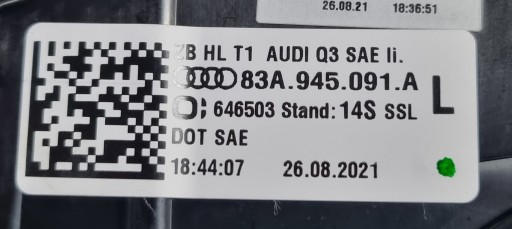 26.08.21 18:36:51
ZB HL T1 AUDI Q3 SAE li.
83A.945.091.A
L
646503 Stand: 14S SSL
DOT SAE
18:44:07 26.08.2021